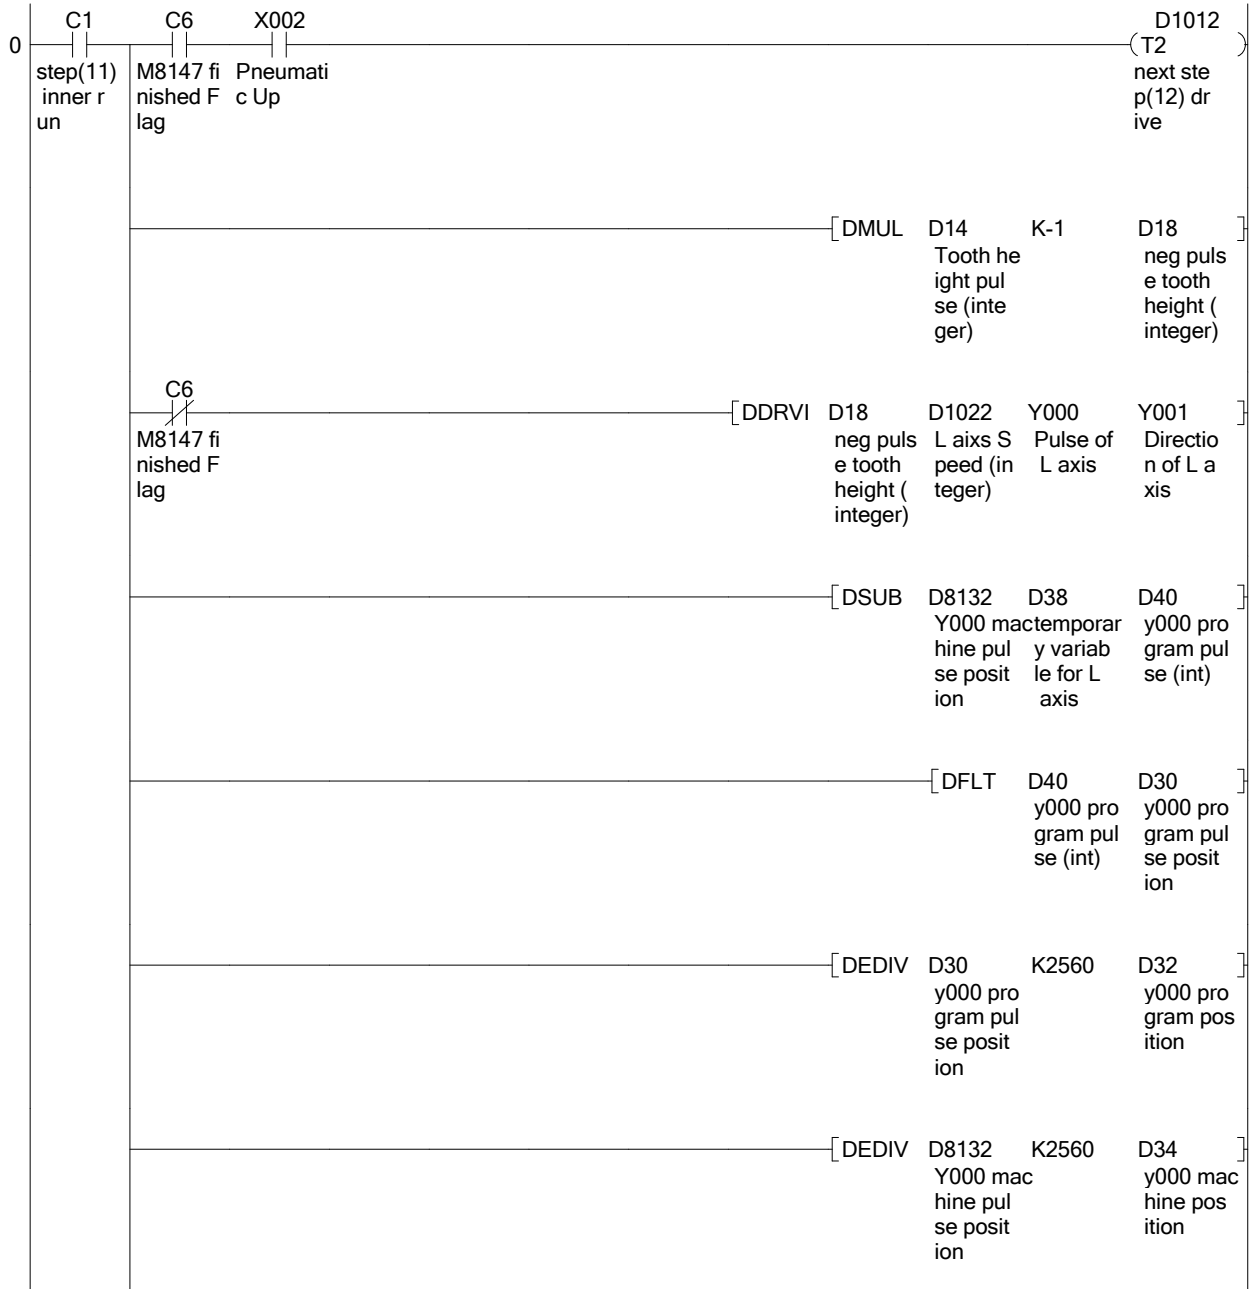 C1 C6 X002 D1012
0 T2
step(11) M8147 fi Pneumati next ste
inner r nished F c Up p(12) dr
un lag ive
DMUL D14 K-1 D18
Tooth he neg puls
ight pul e tooth
se (inte height (
ger) integer)
C6
DDRVI D18 D1022 Y000 Y001
M8147 fi neg puls L aixs S Pulse of Directio
nished F e tooth peed (in L axis n of L a
lag height ( teger) xis
integer)
DSUB D8132 D38 D40
Y000 mac temporar y000 pro
hine pul y variab gram pul
se posit le for L se (int)
ion axis
DFLT D40 D30
y000 pro y000 pro
gram pul gram pul
se (int) se posit
ion
DEDIV D30 K2560 D32
y000 pro y000 pro
gram pul gram pos
se posit ition
ion
DEDIV D8132 K2560 D34
Y000 mac y000 mac
hine pul hine pos
se posit ition
ion